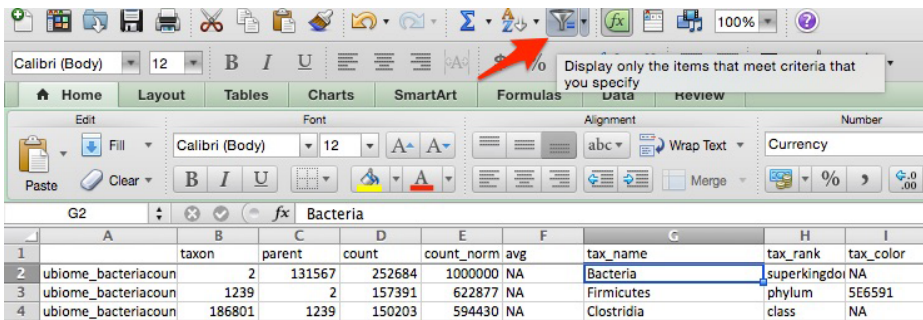 100%
Calibri (Body) 12 B I U
Display only the items that meet criteria that
you specify
Home Layout Tables Charts SmartArt Formulas Data Review
Edit Font Alignment Number
Fill Calibri (Body) 12 A A abc Wrap Text Currency
Paste Clear B I U A Merge % , .0 .00
G2 fx Bacteria
A B C D E F G H I
1 taxon parent count count_norm avg tax_name tax_rank tax_color
2 ubiome_bacteriacoun 2 131567 252684 1000000 NA Bacteria superkingdo NA
3 ubiome_bacteriacoun 1239 2 157391 622877 NA Firmicutes phylum 5E6591
4 ubiome_bacteriacoun 186801 1239 150203 594430 NA Clostridia class NA